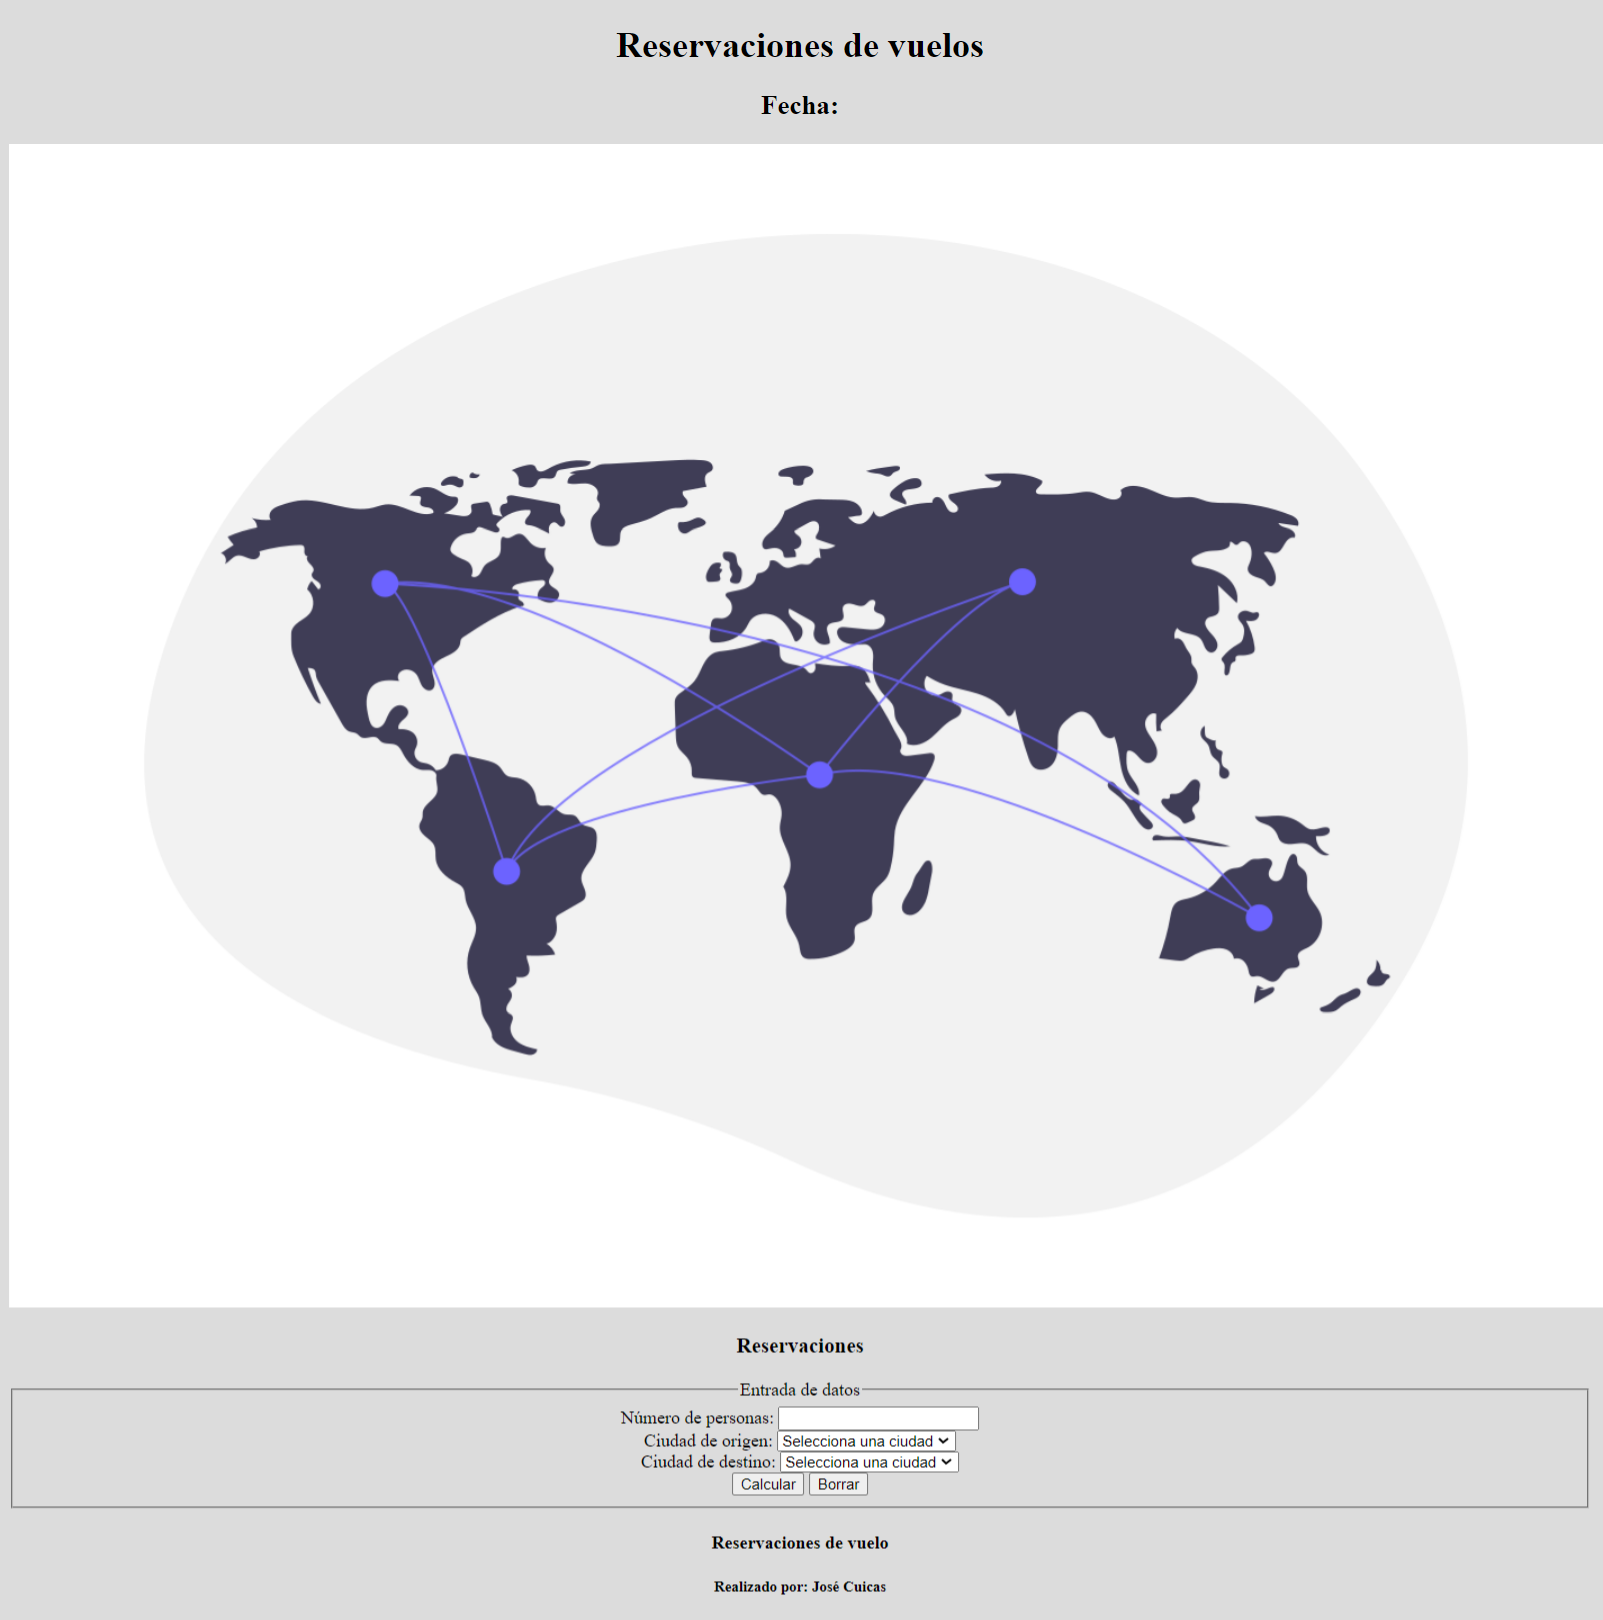 Reservaciones de vuelos
Fecha:
Reservaciones
Entrada de datos
Número de personas:
Ciudad de origen: Selecciona una ciudad
Ciudad de destino: Selecciona una ciudad
Calcular Borrar
Reservaciones de vuelo
Realizado por: José Cuicas